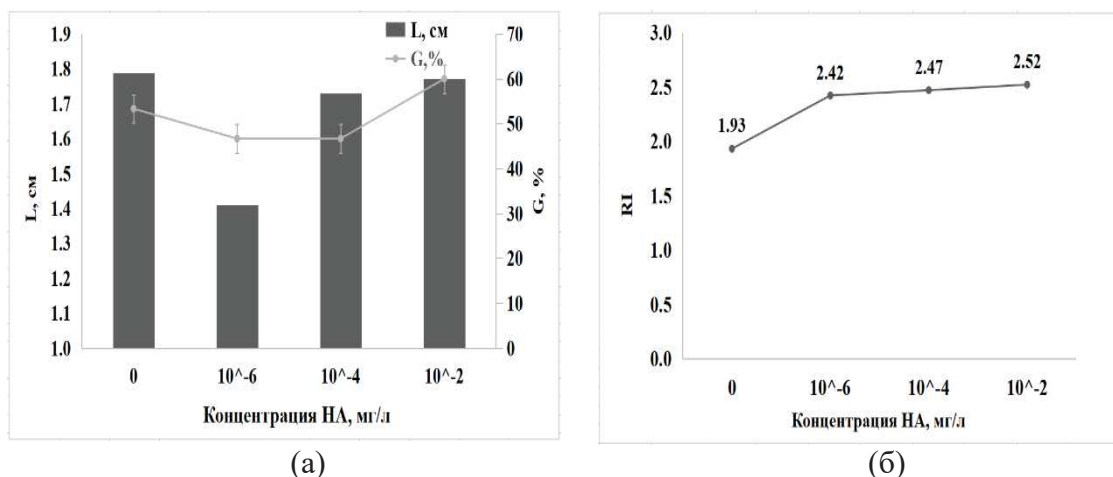 L, см
G,%
1.9
1.8
1.7
1.6
1.5
1.4
1.3
1.2
1.1
1.0
L, см
70
60
50
40
30
20
10
0
G, %
0 10^-6 10^-4 10^-2
Концентрация НА, мг/л
(а)
3.0
2.5
2.0
1.5
1.0
0.5
0.0
RI
1.93 2.42 2.47 2.52
0 10^-6 10^-4 10^-2
Концентрация НА, мг/л
(б)